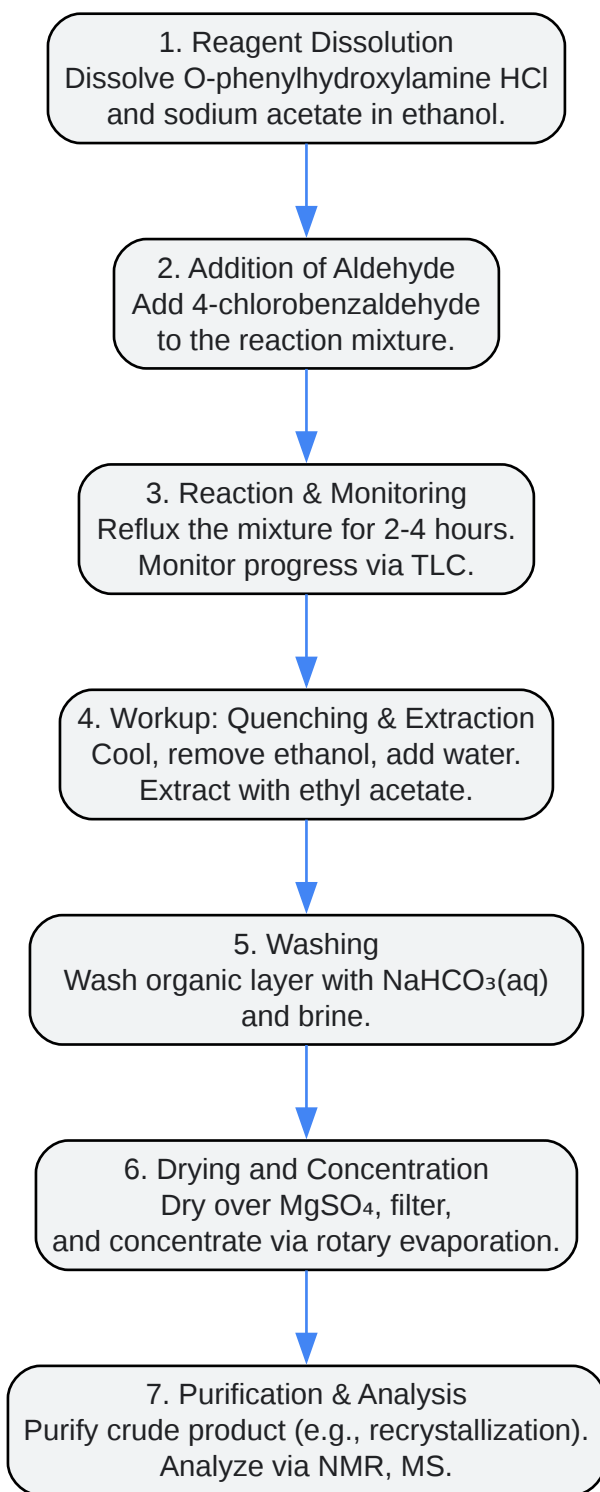 1. Reagent Dissolution
Dissolve O-phenylhydroxylamine HCl
and sodium acetate in ethanol.
2. Addition of Aldehyde
Add 4-chlorobenzaldehyde
to the reaction mixture.
3. Reaction & Monitoring
Reflux the mixture for 2-4 hours.
Monitor progress via TLC.
4. Workup: Quenching & Extraction
Cool, remove ethanol, add water.
Extract with ethyl acetate.
5. Washing
Wash organic layer with NaHCO₃(aq)
and brine.
6. Drying and Concentration
Dry over MgSO₄, filter,
and concentrate via rotary evaporation.
7. Purification & Analysis
Purify crude product (e.g., recrystallization).
Analyze via NMR, MS.